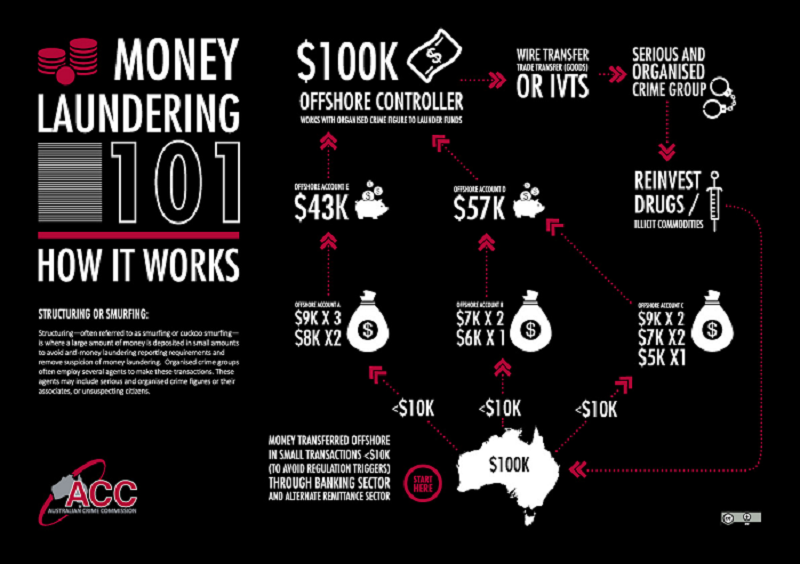 MONEY
LAUNDERING
101
HOW IT WORKS
STRUCTURING OR SMURFING:
Structuring—often referred to as smurfing or cuckoo smurfing—
is where a large amount of money is deposited in small amounts
to avoid anti-money laundering reporting requirements and
remove suspicion of money laundering. Organised crime groups
often employ several agents to make these transactions. These
agents may include serious and organised crime figures or their
associates, or unsuspecting citizens.
ACC
AUSTRALIAN CRIME COMMISSION
$100K
$
OFFSHORE CONTROLLER
WORKS WITH ORGANISED CRIME FIGURE TO LAUNDER FUNDS
WIRE TRANSFER
TRADE TRANSFER (GOODS)
OR IVTS
SERIOUS AND
ORGANISED
CRIME GROUP
REINVEST
DRUGS /
ILLICIT COMMODITIES
OFFSHORE ACCOUNT E
$43K
OFFSHORE ACCOUNT D
$57K
OFFSHORE ACCOUNT A
$9K X 3
$8K X2
$
OFFSHORE ACCOUNT B
$7K X 2
$6K X 1
$
OFFSHORE ACCOUNT C
$9K X 2
$7K X2
$5K X1
$
<$10K
<$10K
<$10K
MONEY TRANSFERRED OFFSHORE
IN SMALL TRANSACTIONS <$10K
(TO AVOID REGULATION TRIGGERS)
THROUGH BANKING SECTOR
AND ALTERNATE REMITTANCE SECTOR
START
HERE
$100K